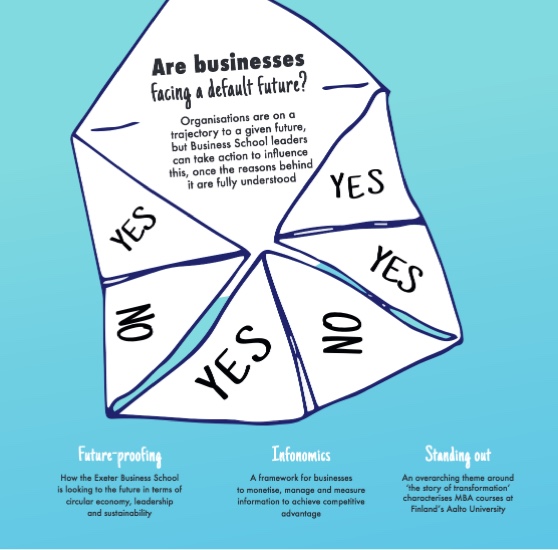 Are businesses
facing a default future?
Organisations are on a
trajectory to a given future,
but Business School leaders
can take action to influence
this, once the reasons behind
it are fully understood
YES
YES
YES
NO
NO
YES
Future-proofing
How the Exeter Business School
is looking to the future in terms of
circular economy, leadership
and sustainability
Infonomics
A framework for businesses
to monetise, manage and measure
information to achieve competitive
advantage
Standing out
An overarching theme around
‘the story of transformation’
characterises MBA courses at
Finland’s Aalto University